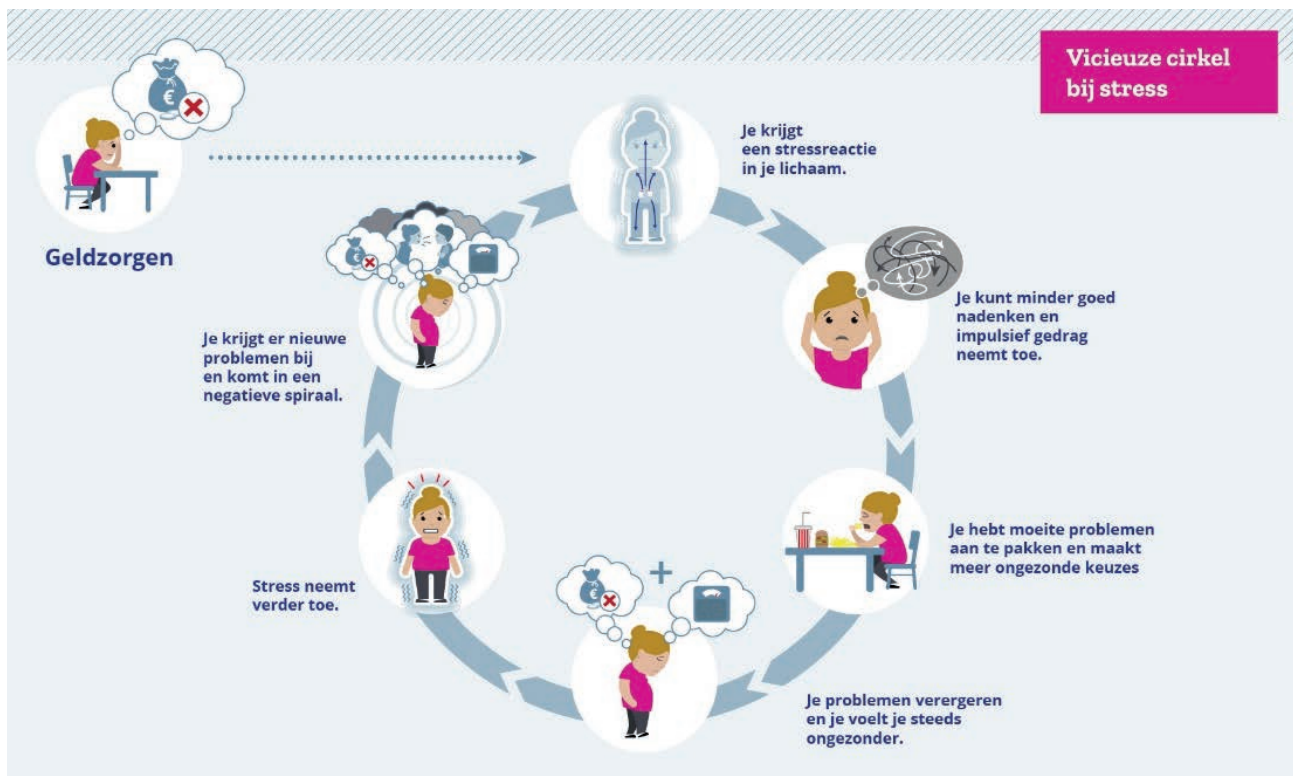 Vicieuze cirkel
bij stress
Geldzorgen
Je krijgt
een stressreactie
in je lichaam.
Je kunt minder goed
nadenken en
impulsief gedrag
neemt toe.
Je hebt moeite problemen
aan te pakken en maakt
meer ongezonde keuzes
Je problemen verergeren
en je voelt je steeds
ongezonder.
Stress neemt
verder toe.
Je krijgt er nieuwe
problemen bij
en komt in een
negatieve spiraal.